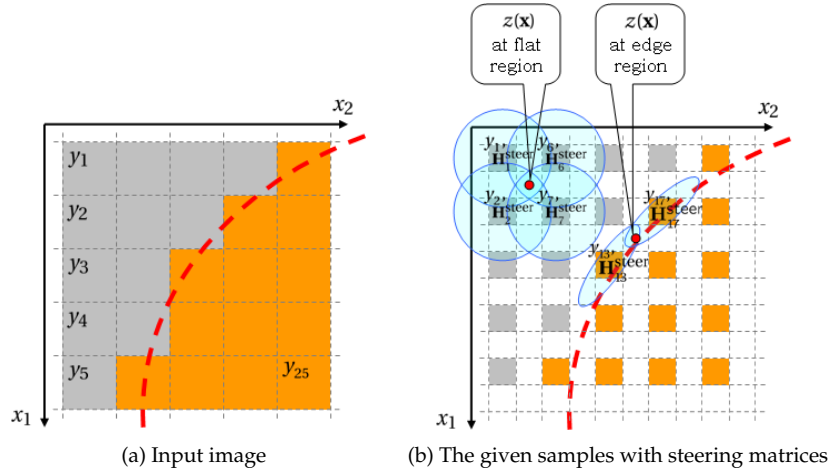 z(x)
at flat
region
z(x)
at edge
region
x₂
x₂
y₁
y₂
y₃
y₄
y₅
y₂₅
x₁
y₁,
H₁ˢᵗᵉᵉʳ
y₆,
H₆ˢᵗᵉᵉʳ
y₂,
H₂ˢᵗᵉᵉʳ
y₇,
H₇ˢᵗᵉᵉʳ
y₁₇,
H₁₇ˢᵗᵉᵉʳ
y₁₃,
H₁₃ˢᵗᵉᵉʳ
x₁
(a) Input image
(b) The given samples with steering matrices